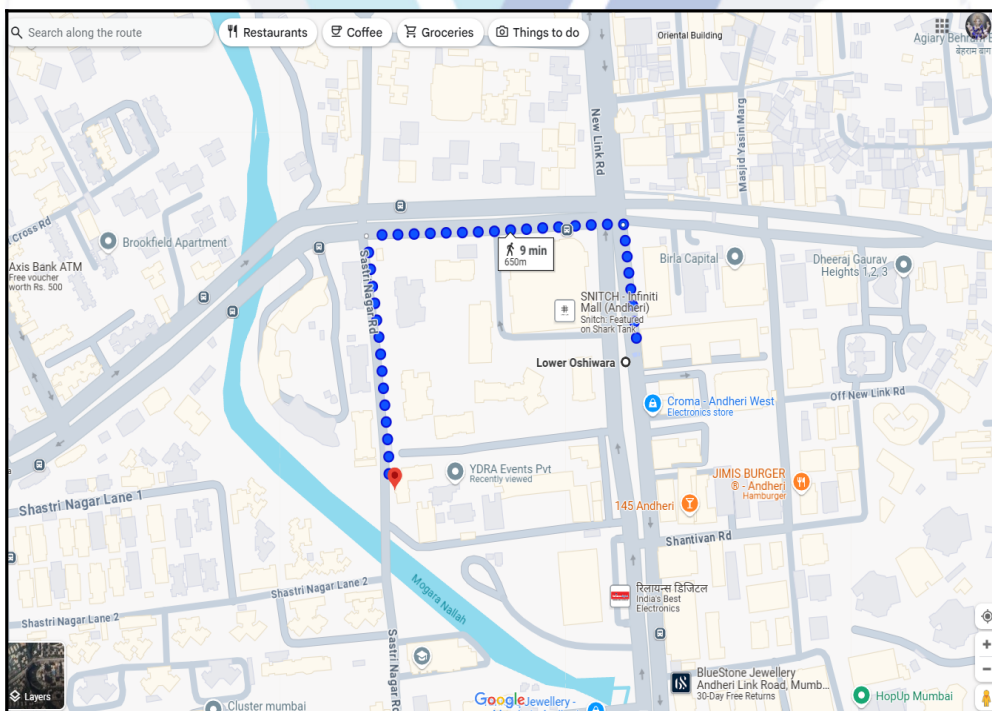 Search along the route
Restaurants
Coffee
Groceries
Things to do
Oriental Building
Agiary Behram B
बेहराम बाग
New Link Rd
Masjid Yasin Marg
Cross Rd
Brookfield Apartment
Axis Bank ATM
Free voucher
worth Rs. 500
Sastri Nagar Rd
9 min
650m
Birla Capital
Dheeraj Gaurav
Heights 1,2, 3
SNITCH - Infiniti
Mall (Andheri)
Snitch: Featured
on Shark Tank
Lower Oshiwara
Off New Link Rd
Croma - Andheri West
Electronics store
YDRA Events Pvt
Recently viewed
JIMIS BURGER
® - Andheri
Hamburger
145 Andheri
Shastri Nagar Lane 1
Shantivan Rd
Shastri Nagar Lane 2
Mogara Nallah
रिलायन्स डिजिटल
India's Best
Electronics
Shastri Nagar Lane 2
Sastri Nagar Rd
BlueStone Jewellery
Andheri Link Road, Mumb...
30-Day Free Returns
HopUp Mumbai
Layers
Cluster mumbai
Google
Jewellery -